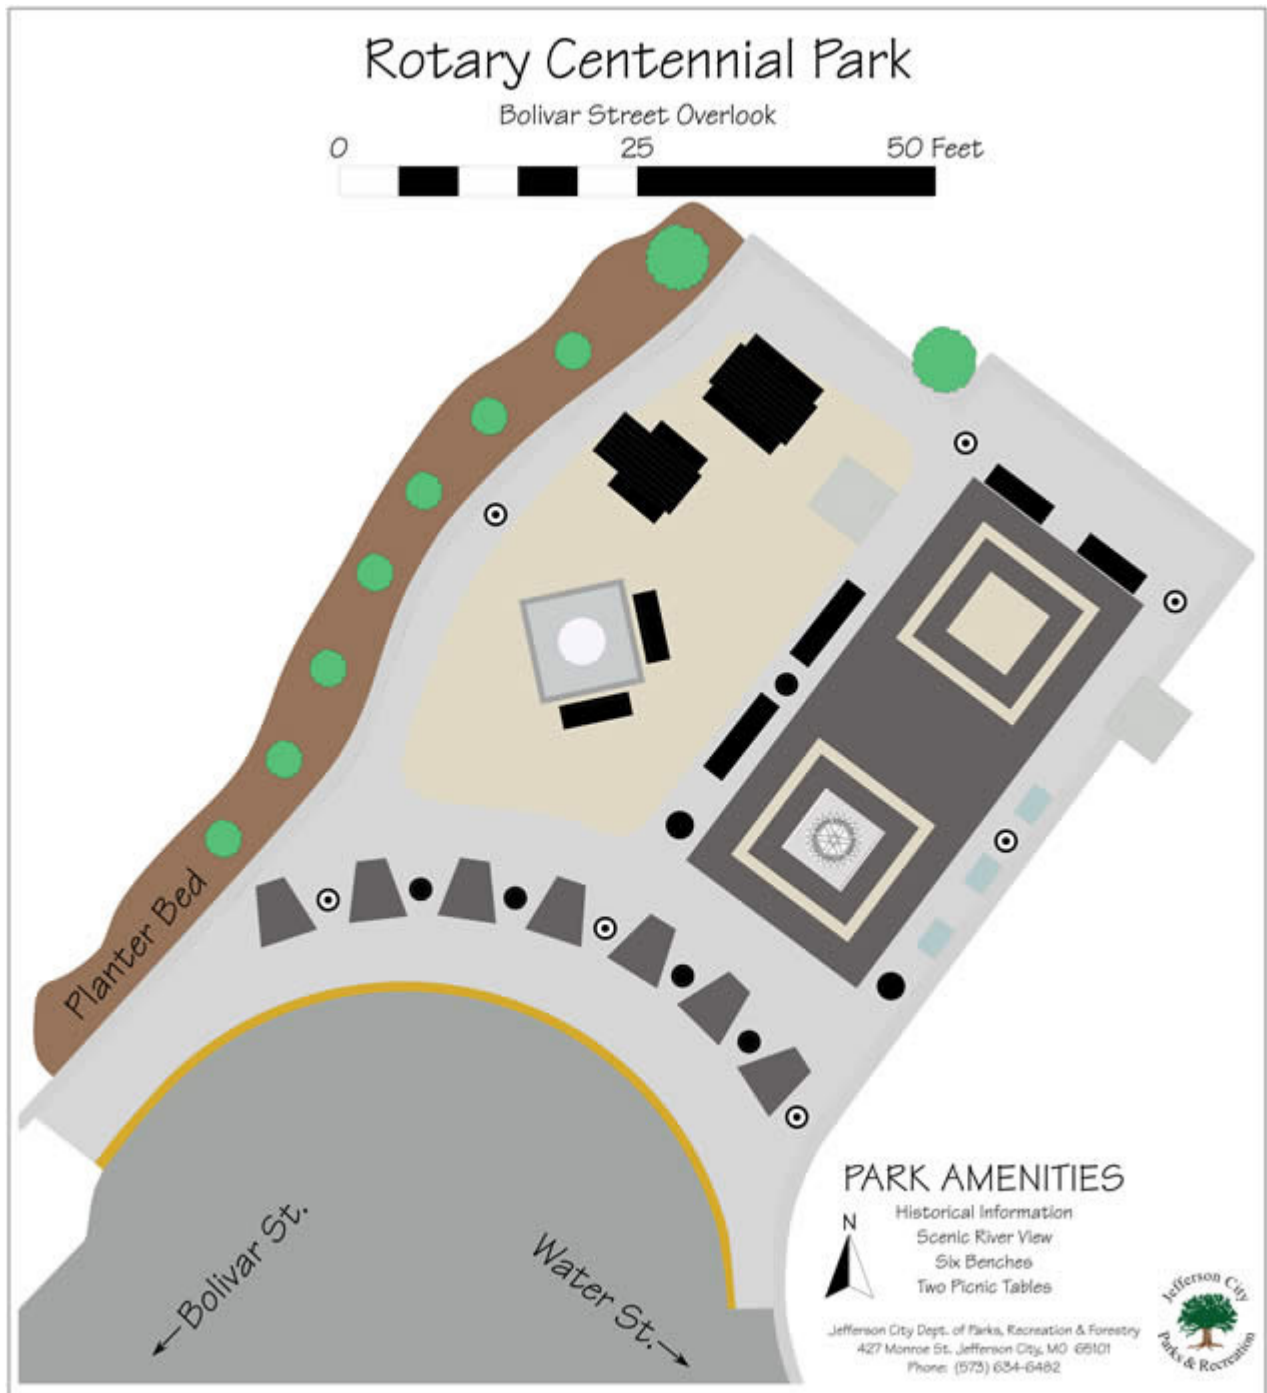 Rotary Centennial Park
Bolivar Street Overlook
0 25 50 Feet
Planter Bed
Bolivar St.
Water St.
PARK AMENITIES
N
Historical Information
Scenic River View
Six Benches
Two Picnic Tables
Jefferson City Dept. of Parks, Recreation & Forestry
427 Monroe St. Jefferson City, MO 65101
Phone: (573) 634-6482
Jefferson City
Parks & Recreation